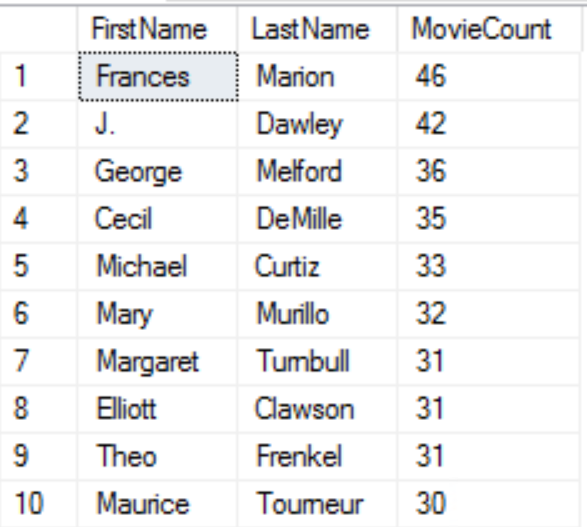 FirstName LastName MovieCount
1 Frances Marion 46
2 J. Dawley 42
3 George Melford 36
4 Cecil DeMille 35
5 Michael Curtiz 33
6 Mary Murillo 32
7 Margaret Turnbull 31
8 Elliott Clawson 31
9 Theo Frenkel 31
10 Maurice Tourneur 30